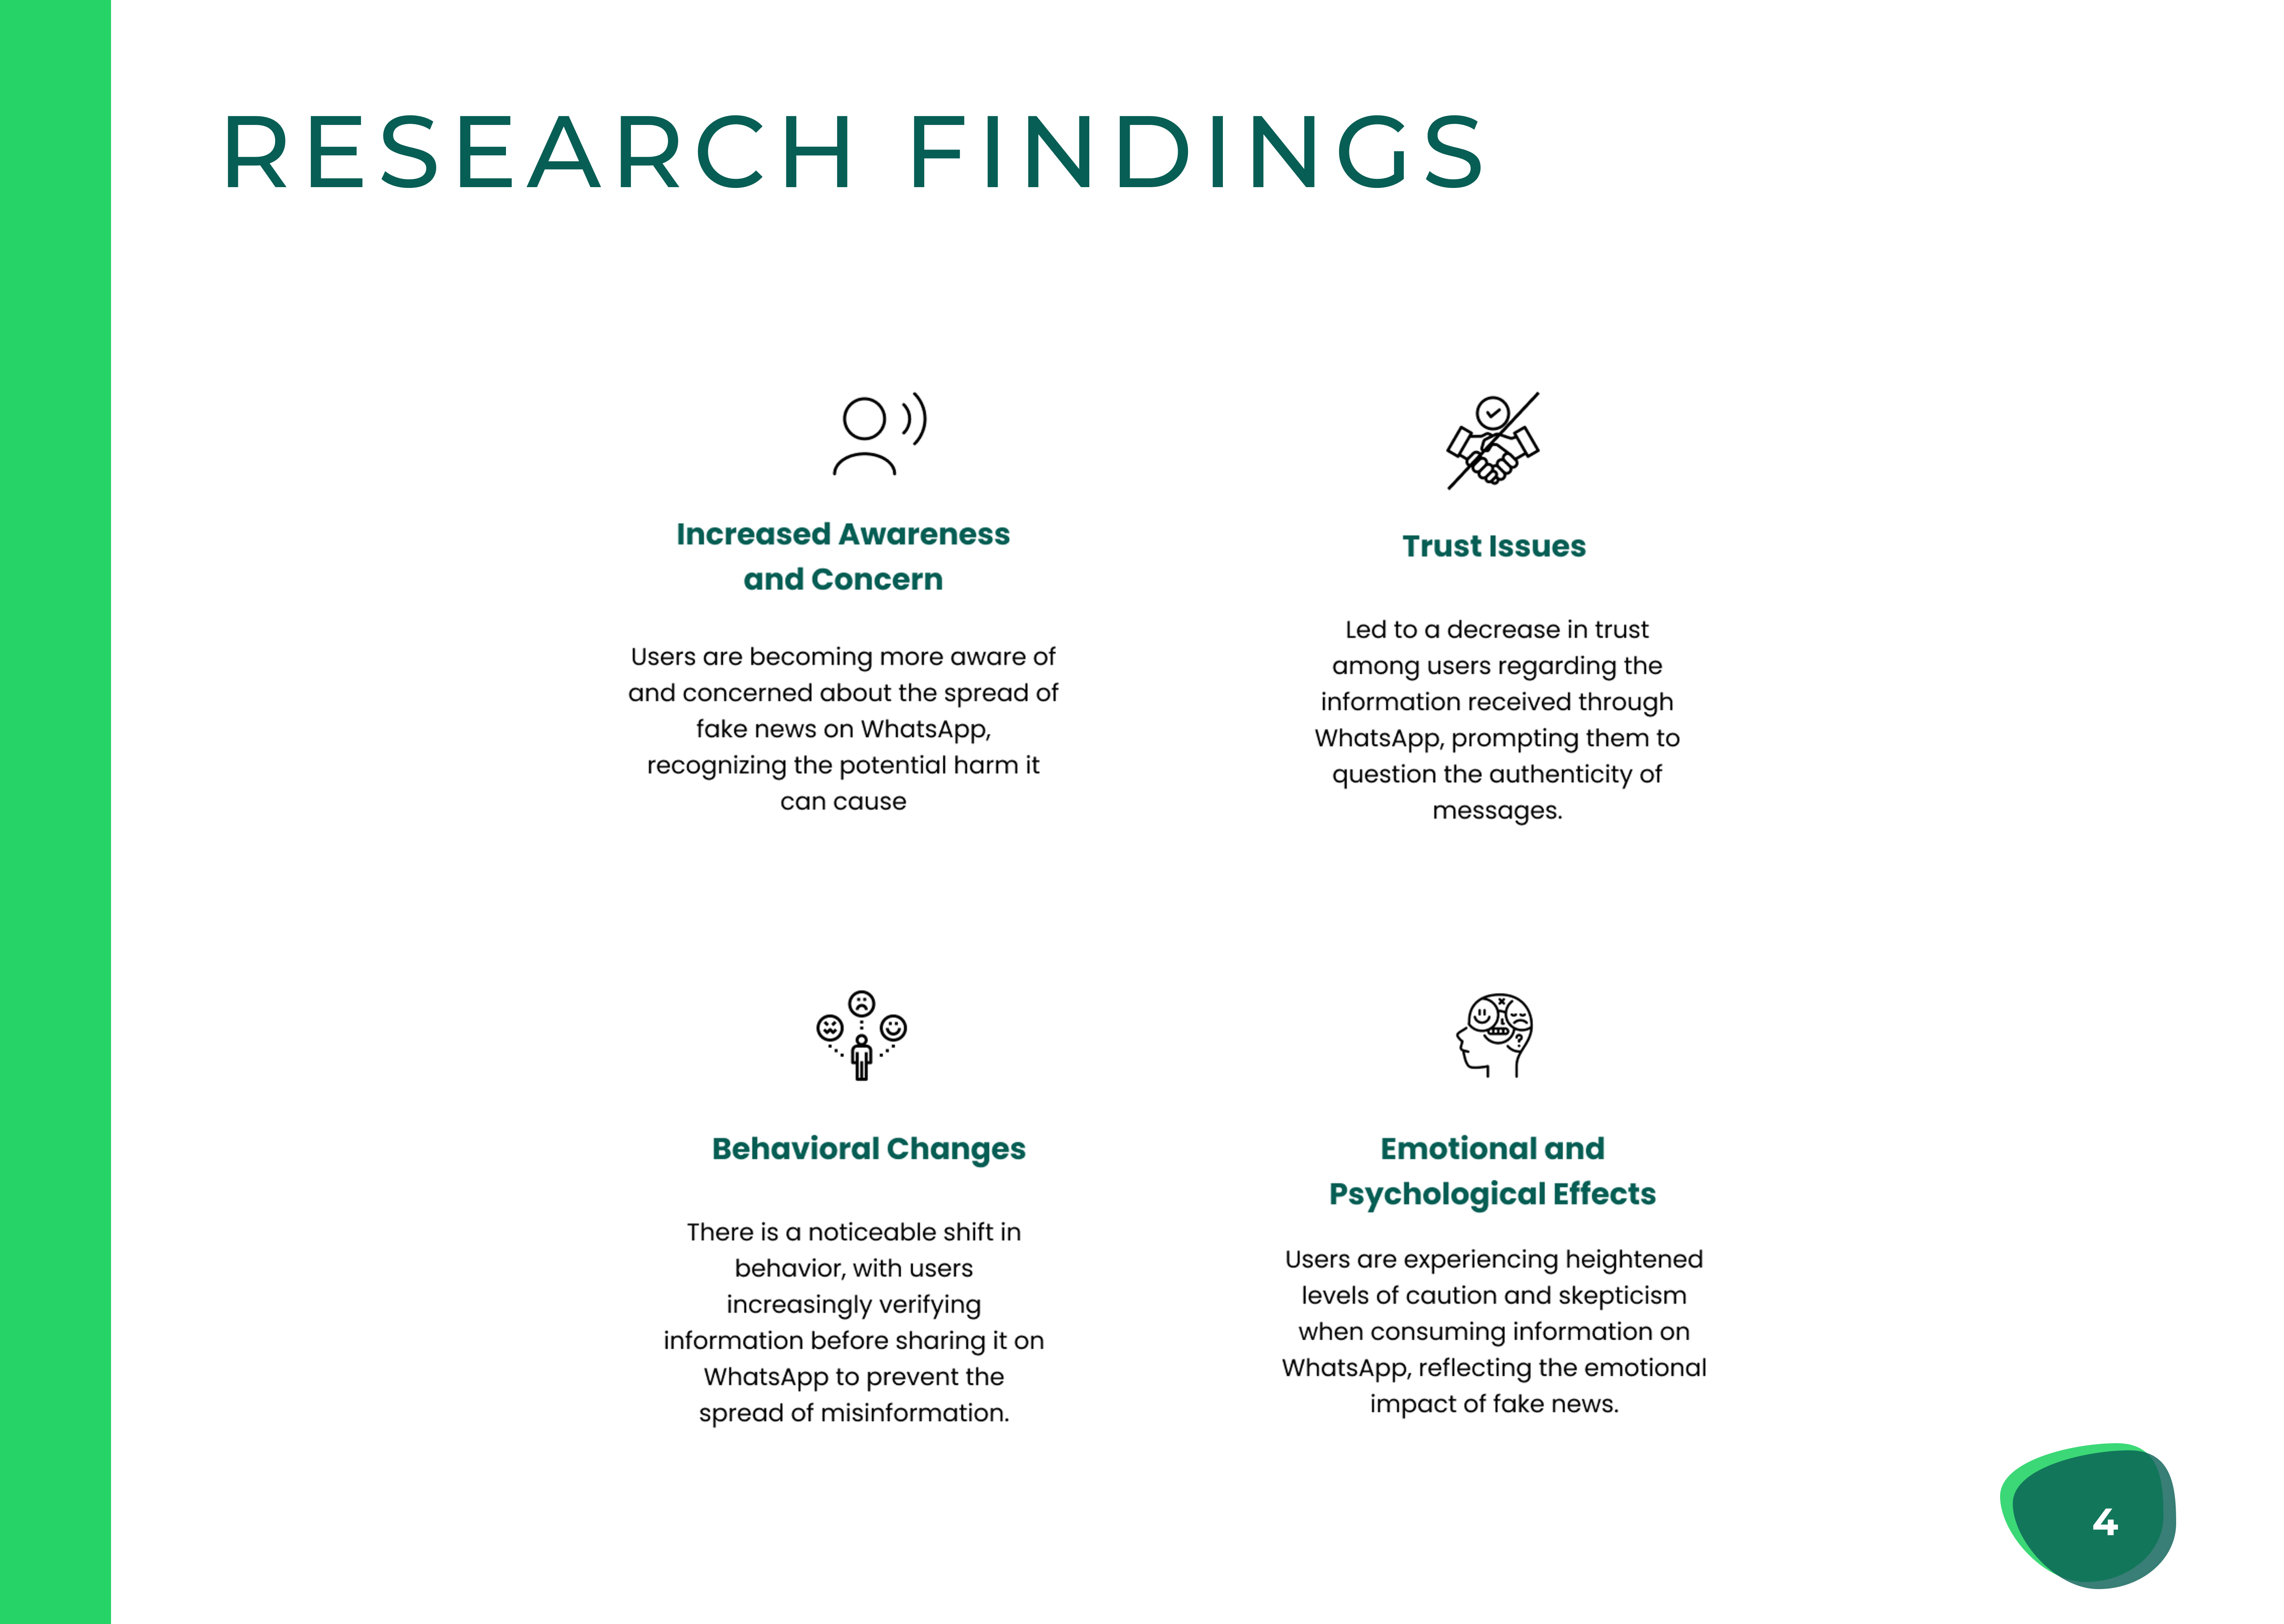 RESEARCH FINDINGS
Increased Awareness
and Concern
Users are becoming more aware of
and concerned about the spread of
fake news on WhatsApp,
recognizing the potential harm it
can cause
Trust Issues
Led to a decrease in trust
among users regarding the
information received through
WhatsApp, prompting them to
question the authenticity of
messages.
Behavioral Changes
There is a noticeable shift in
behavior, with users
increasingly verifying
information before sharing it on
WhatsApp to prevent the
spread of misinformation.
Emotional and
Psychological Effects
Users are experiencing heightened
levels of caution and skepticism
when consuming information on
WhatsApp, reflecting the emotional
impact of fake news.
4